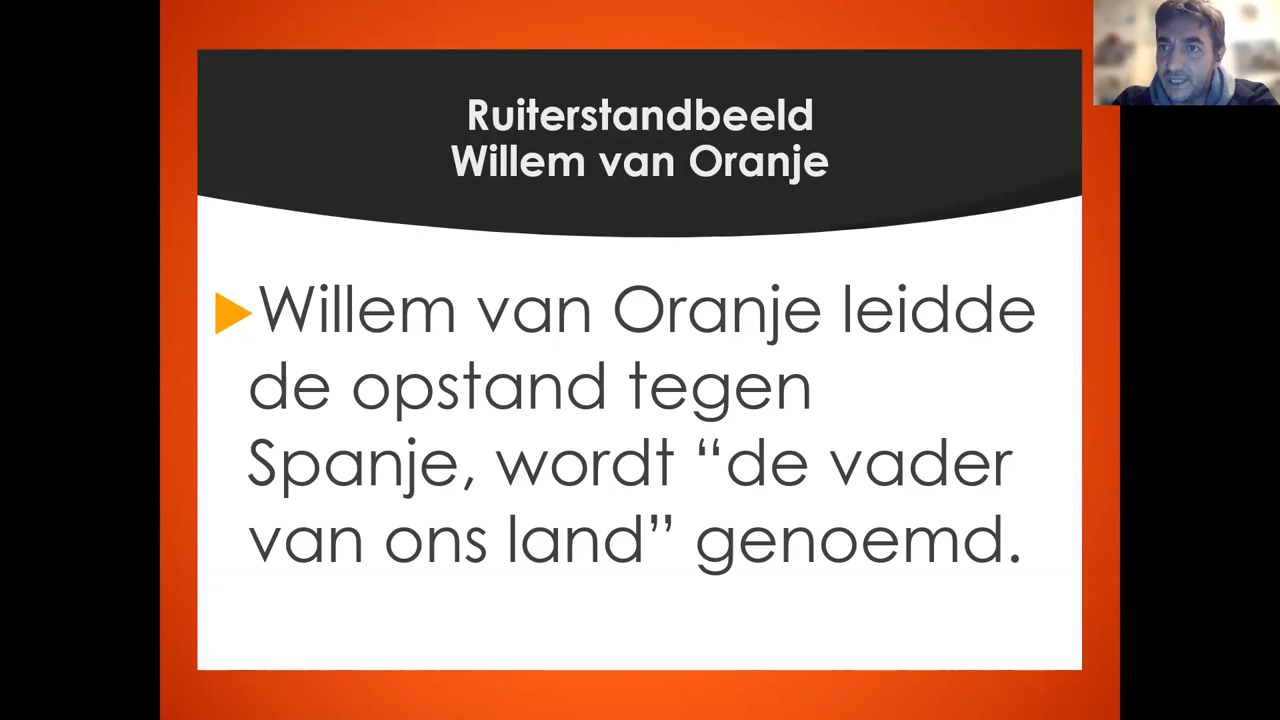 Ruiterstandbeeld
Willem van Oranje
Willem van Oranje leidde
de opstand tegen
Spanje, wordt “de vader
van ons land” genoemd.